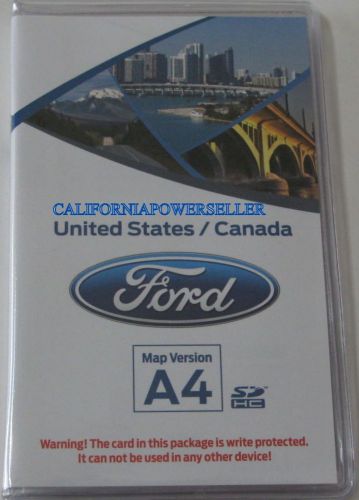 CALIFORNIAPOWERSELLER
United States / Canada
Ford
Map Version
A4
SD
HC
Warning! The card in this package is write protected.
It can not be used in any other device!